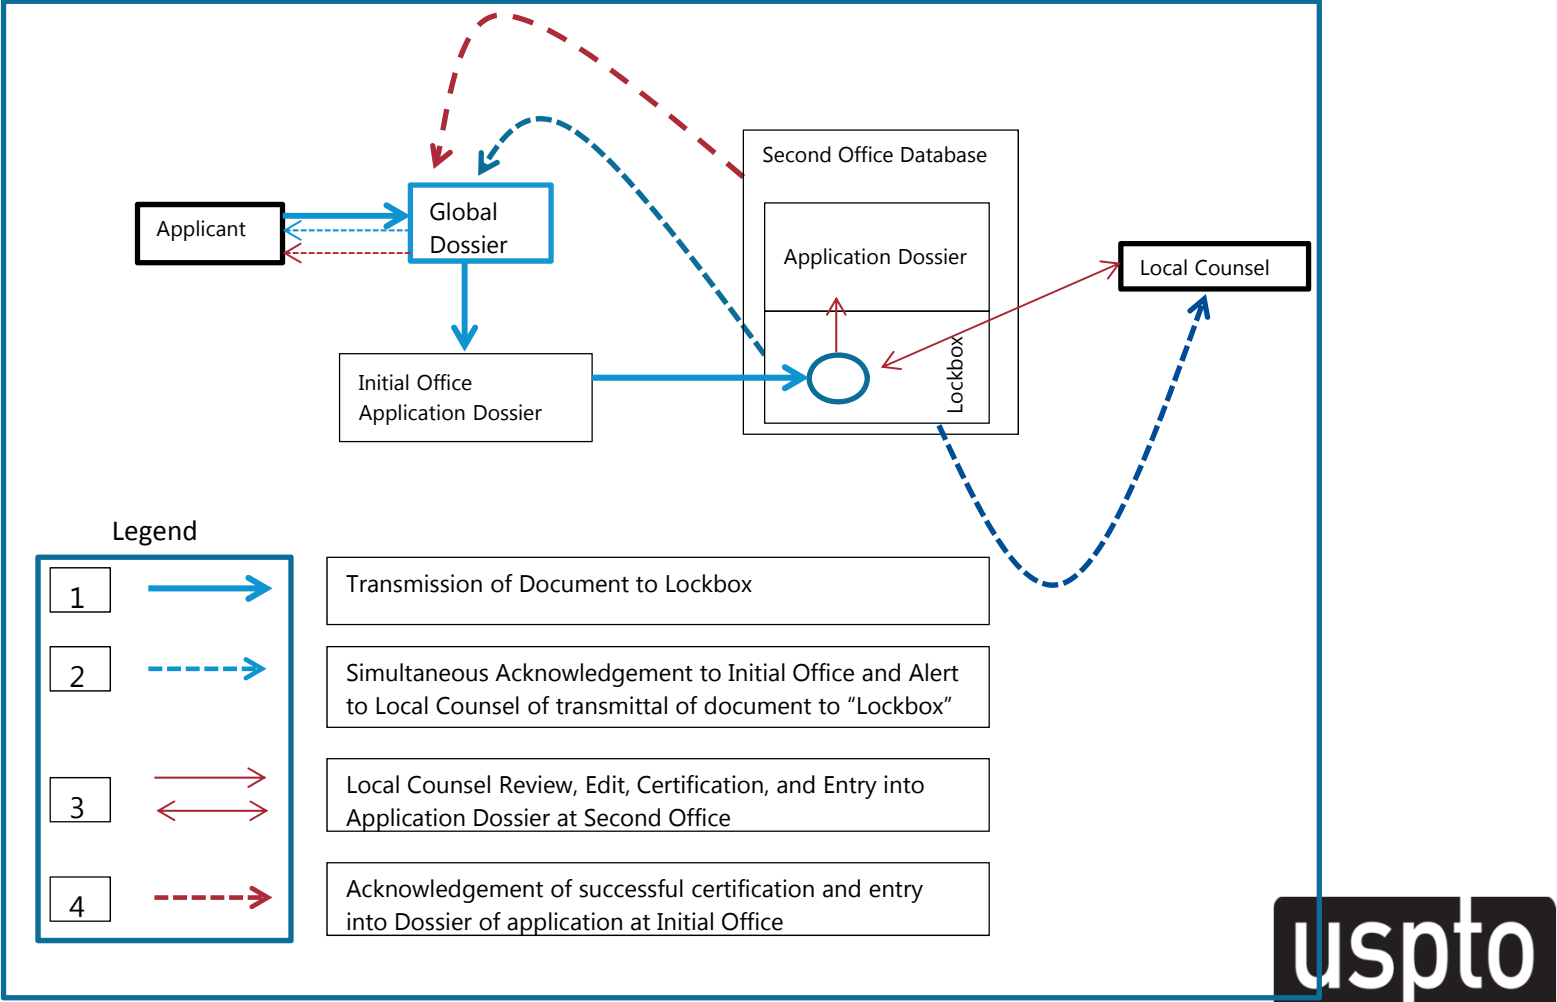 Second Office Database
Applicant
Global
Dossier
Application Dossier
Local Counsel
Lockbox
Initial Office
Application Dossier
Legend
1
Transmission of Document to Lockbox
2
Simultaneous Acknowledgement to Initial Office and Alert
to Local Counsel of transmittal of document to “Lockbox”
3
Local Counsel Review, Edit, Certification, and Entry into
Application Dossier at Second Office
4
Acknowledgement of successful certification and entry
into Dossier of application at Initial Office
uspto